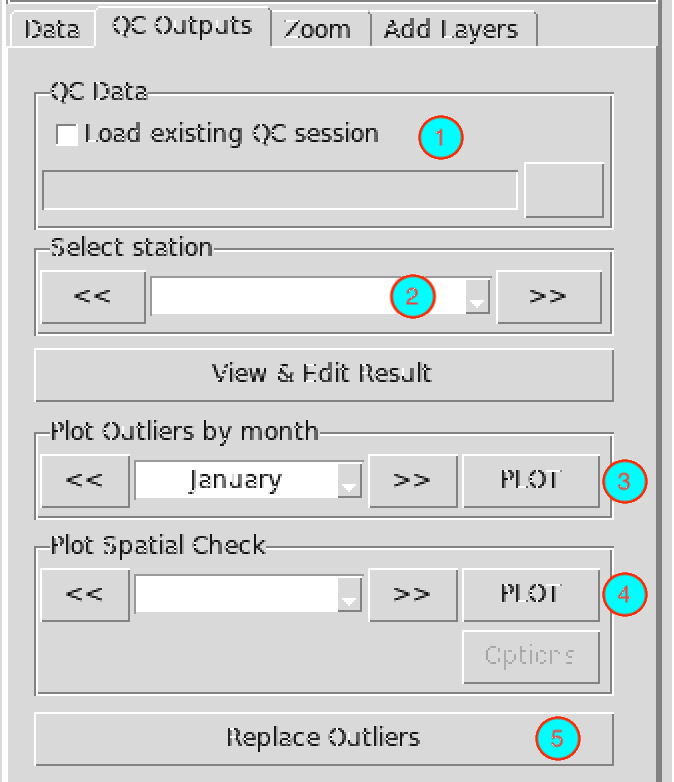 Data QC Outputs Zoom Add Layers
QC Data
Load existing QC session 1
Select station
<< 2 >>
View & Edit Result
Plot Outliers by month
<< January >> PLOT 3
Plot Spatial Check
<< >> PLOT 4
Options
Replace Outliers 5